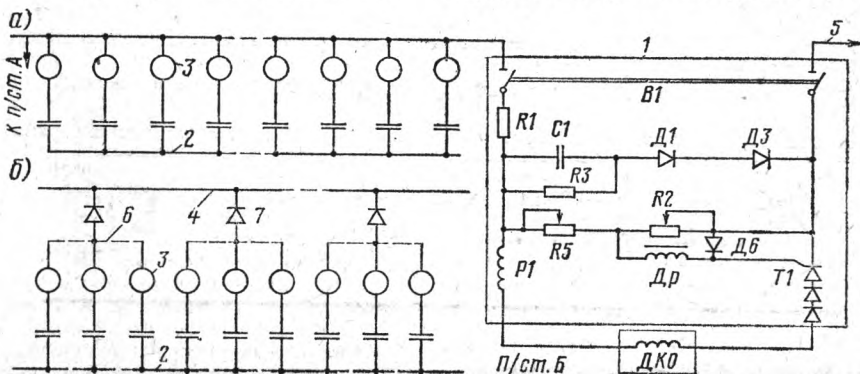 а)
5
1
к п/ст. А
3
В1
R1
2
С1
Д1
Д3
б)
R3
4
7
R2
6
R5
Д6
3
Р1
Др
Т1
2
П/ст. Б
ДКО